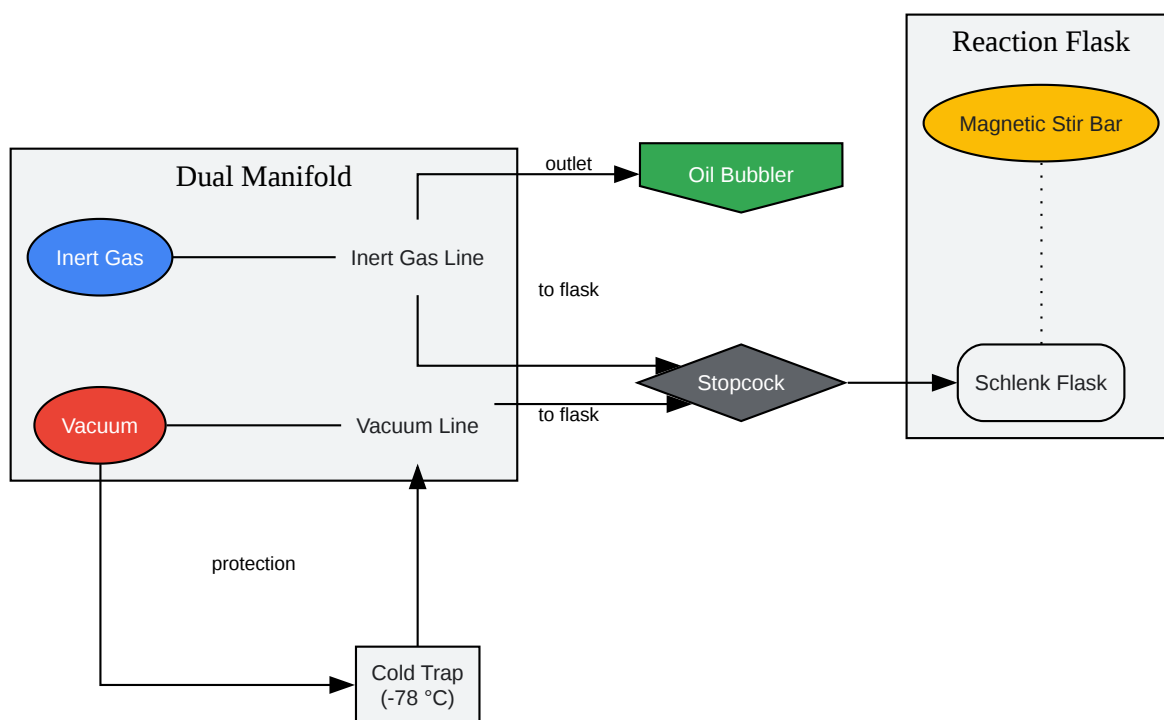 Reaction Flask
Magnetic Stir Bar
Dual Manifold
outlet
Oil Bubbler
Inert Gas
Inert Gas Line
to flask
Stopcock
Schlenk Flask
Vacuum
Vacuum Line
to flask
protection
Cold Trap
(-78 °C)